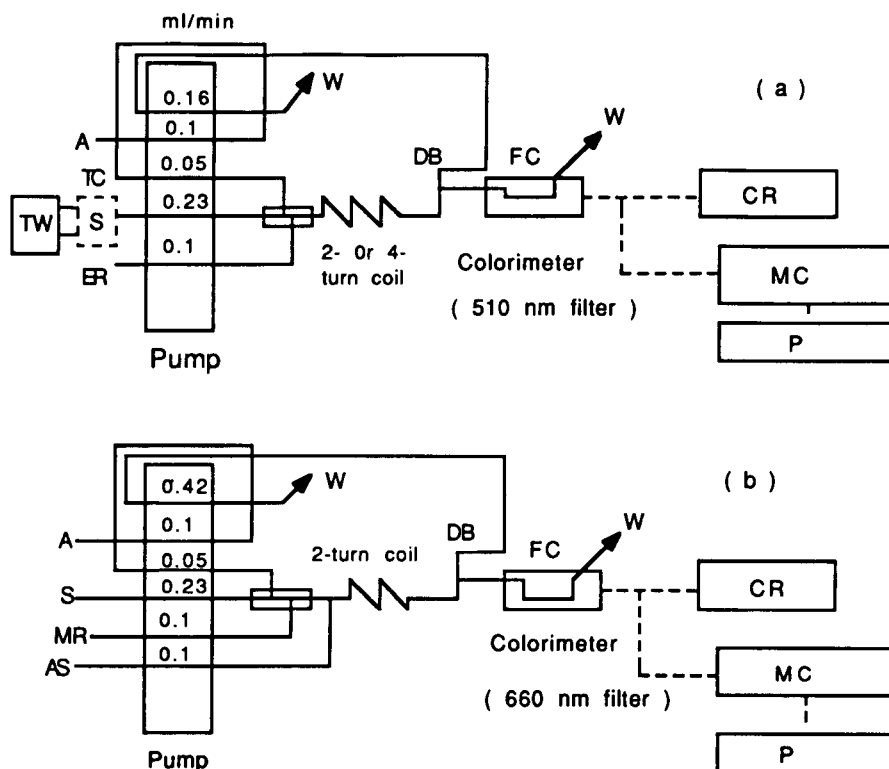 ml/min
0.16
W
( a )
A
0.1
W
TC
0.05
DB
FC
TW
S
0.23
CR
2- Or 4-
turn coil
Colorimeter
ER
0.1
MC
( 510 nm filter )
P
Pump
0.42
W
( b )
A
0.1
W
2-turn coil
DB
FC
0.05
S
0.23
CR
MR
0.1
Colorimeter
AS
0.1
MC
( 660 nm filter )
P
Pump